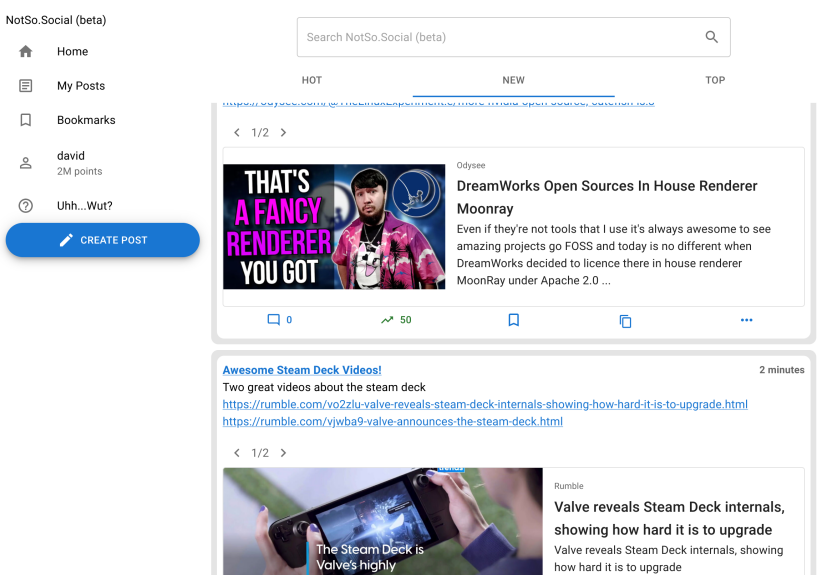 NotSo.Social (beta)
Home
My Posts
Bookmarks
david
2M points
Uhh...Wut?
CREATE POST
Search NotSo.Social (beta)
HOT
NEW
TOP
1/2
THAT'S
A FANCY
RENDERER
YOU GOT
Odysee
DreamWorks Open Sources In House Renderer
Moonray
Even if they're not tools that I use it's always awesome to see
amazing projects go FOSS and today is no different when
DreamWorks decided to licence there in house renderer
MoonRay under Apache 2.0 ...
0
50
Awesome Steam Deck Videos!
2 minutes
Two great videos about the steam deck
https://rumble.com/vo2zlu-valve-reveals-steam-deck-internals-showing-how-hard-it-is-to-upgrade.html
https://rumble.com/vjwba9-valve-announces-the-steam-deck.html
1/2
The Steam Deck is
Valve's highly
Rumble
Valve reveals Steam Deck internals,
showing how hard it is to upgrade
Valve reveals Steam Deck internals, showing
how hard it is to upgrade